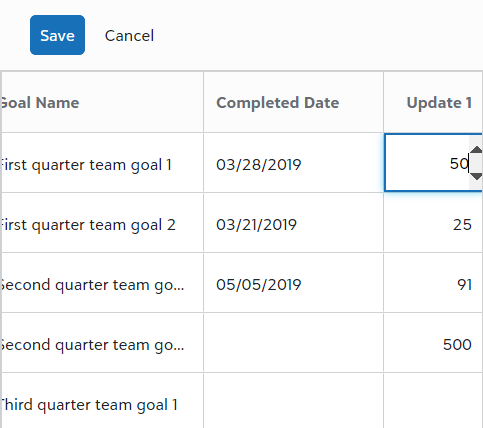 Save Cancel
Goal Name Completed Date Update 1
First quarter team goal 1 03/28/2019 50
First quarter team goal 2 03/21/2019 25
Second quarter team go... 05/05/2019 91
Second quarter team go... 500
Third quarter team goal 1